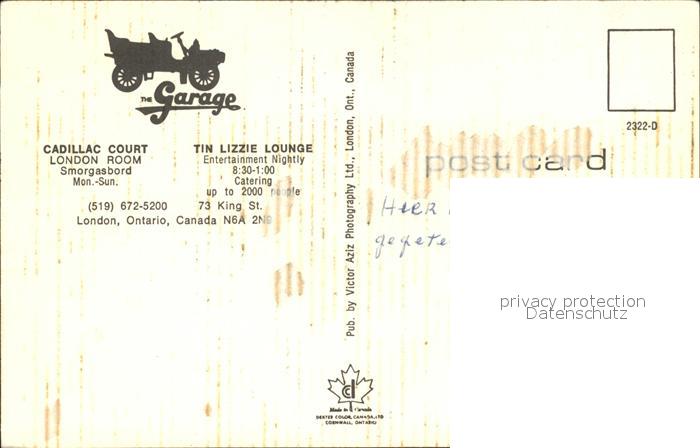 THE Garage
CADILLAC COURT
LONDON ROOM
Smorgasbord
Mon.-Sun.
TIN LIZZIE LOUNGE
Entertainment Nightly
8:30-1:00
Catering
up to 2000 people
(519) 672-5200 73 King St.
London, Ontario, Canada N6A 2N9
Pub. by Victor Aziz Photography Ltd., London, Ont., Canada
Made in Canada
DEXTER COLOR CANADA LTD
CORNWALL, ONTARIO
2322-D
post card
HIER
privacy protection
Datenschutz